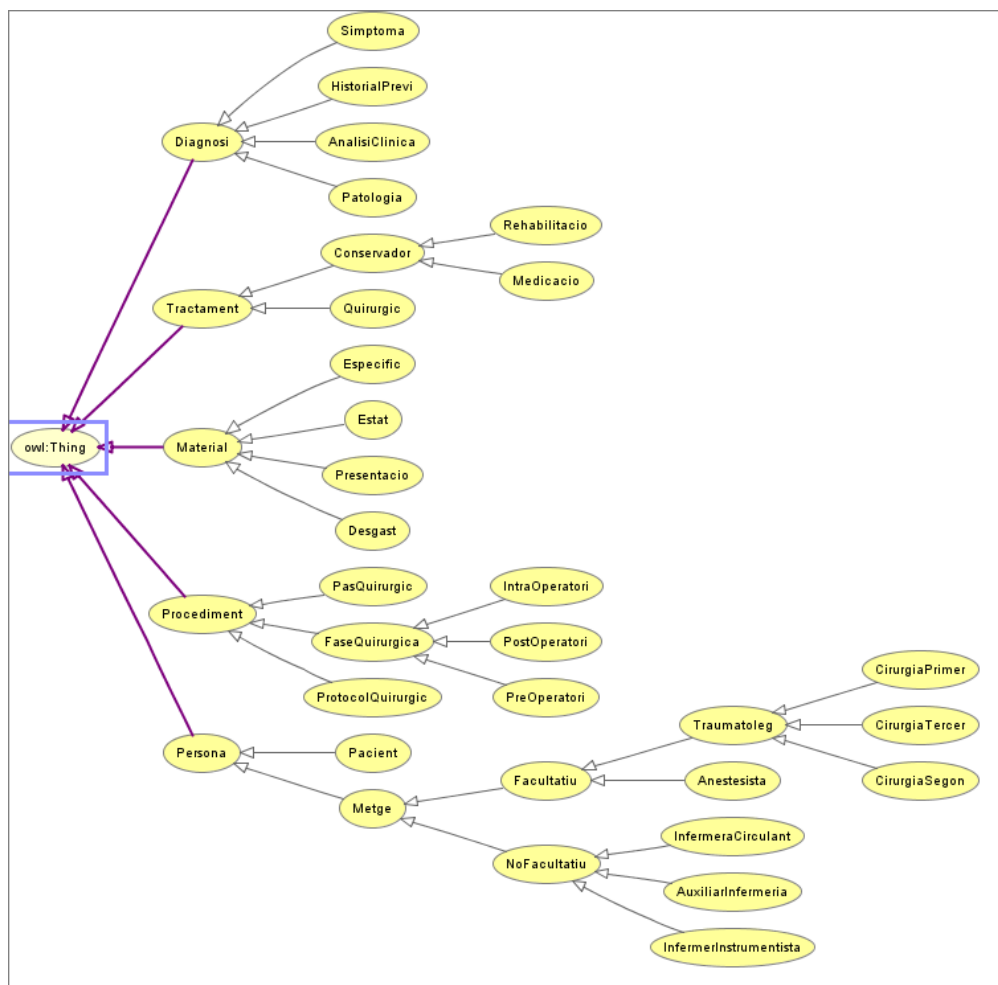 Simptoma
HistorialPrevi
Diagnosi
AnalisiClinica
Patologia
Rehabilitacio
Conservador
Medicacio
Tractament
Quirurgic
Especific
Estat
owl:Thing
Material
Presentacio
Desgast
PasQuirurgic
IntraOperatori
Procediment
FaseQuirurgica
PostOperatori
ProtocolQuirurgic
PreOperatori
CirurgiaPrimer
Traumatoleg
CirurgiaTercer
Persona
Pacient
Facultatiu
Anestesista
CirurgiaSegon
Metge
InfermeraCirculant
NoFacultatiu
AuxiliarInfermeria
InfermerInstrumentista